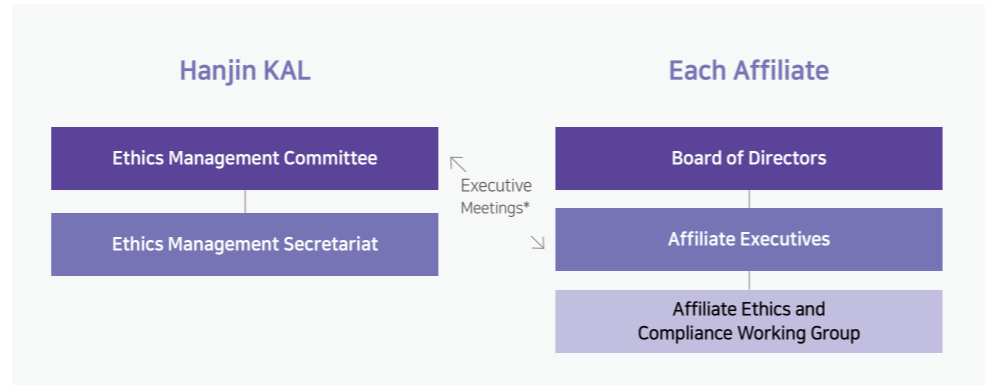 Hanjin KAL
Ethics Management Committee
Ethics Management Secretariat
Executive
Meetings*
Each Affiliate
Board of Directors
Affiliate Executives
Affiliate Ethics and
Compliance Working Group